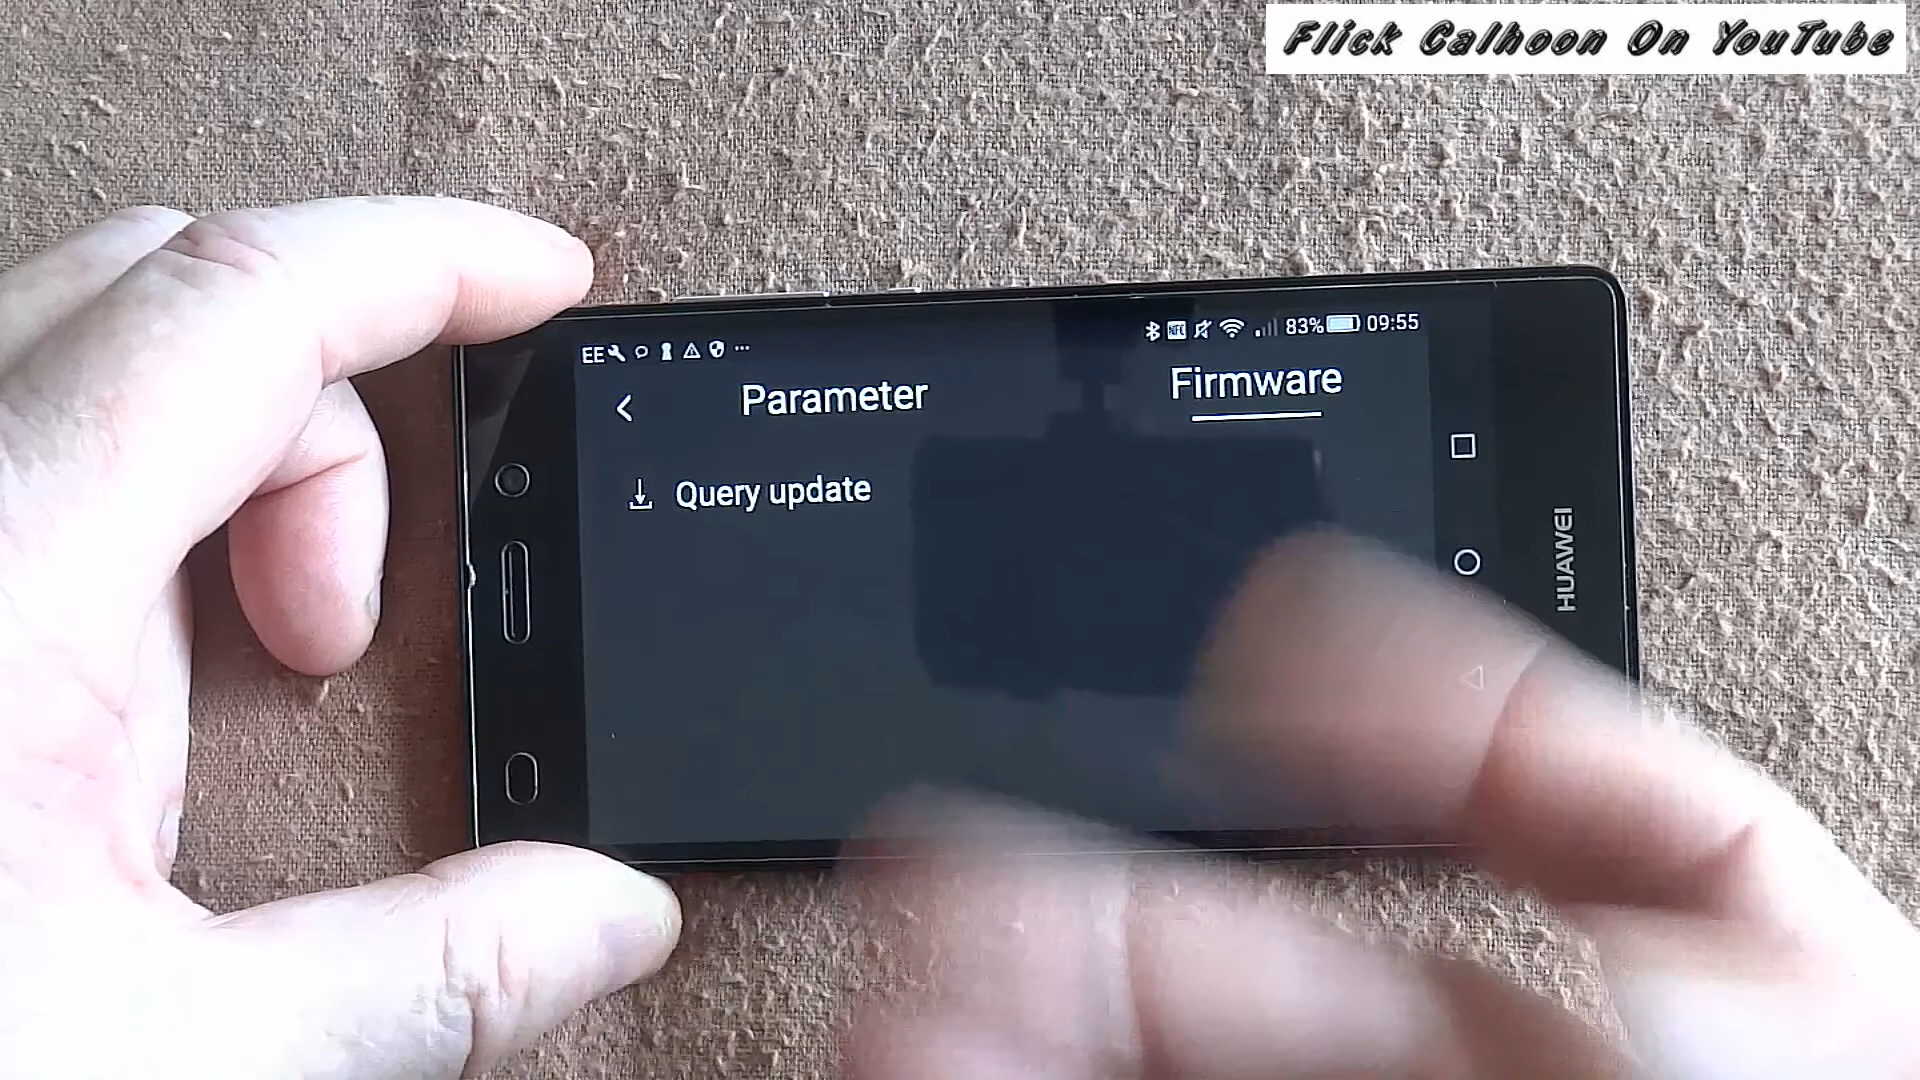 Flick Calhoon On YouTube
EE 83% 09:55
Parameter Firmware
Query update
HUAWEI